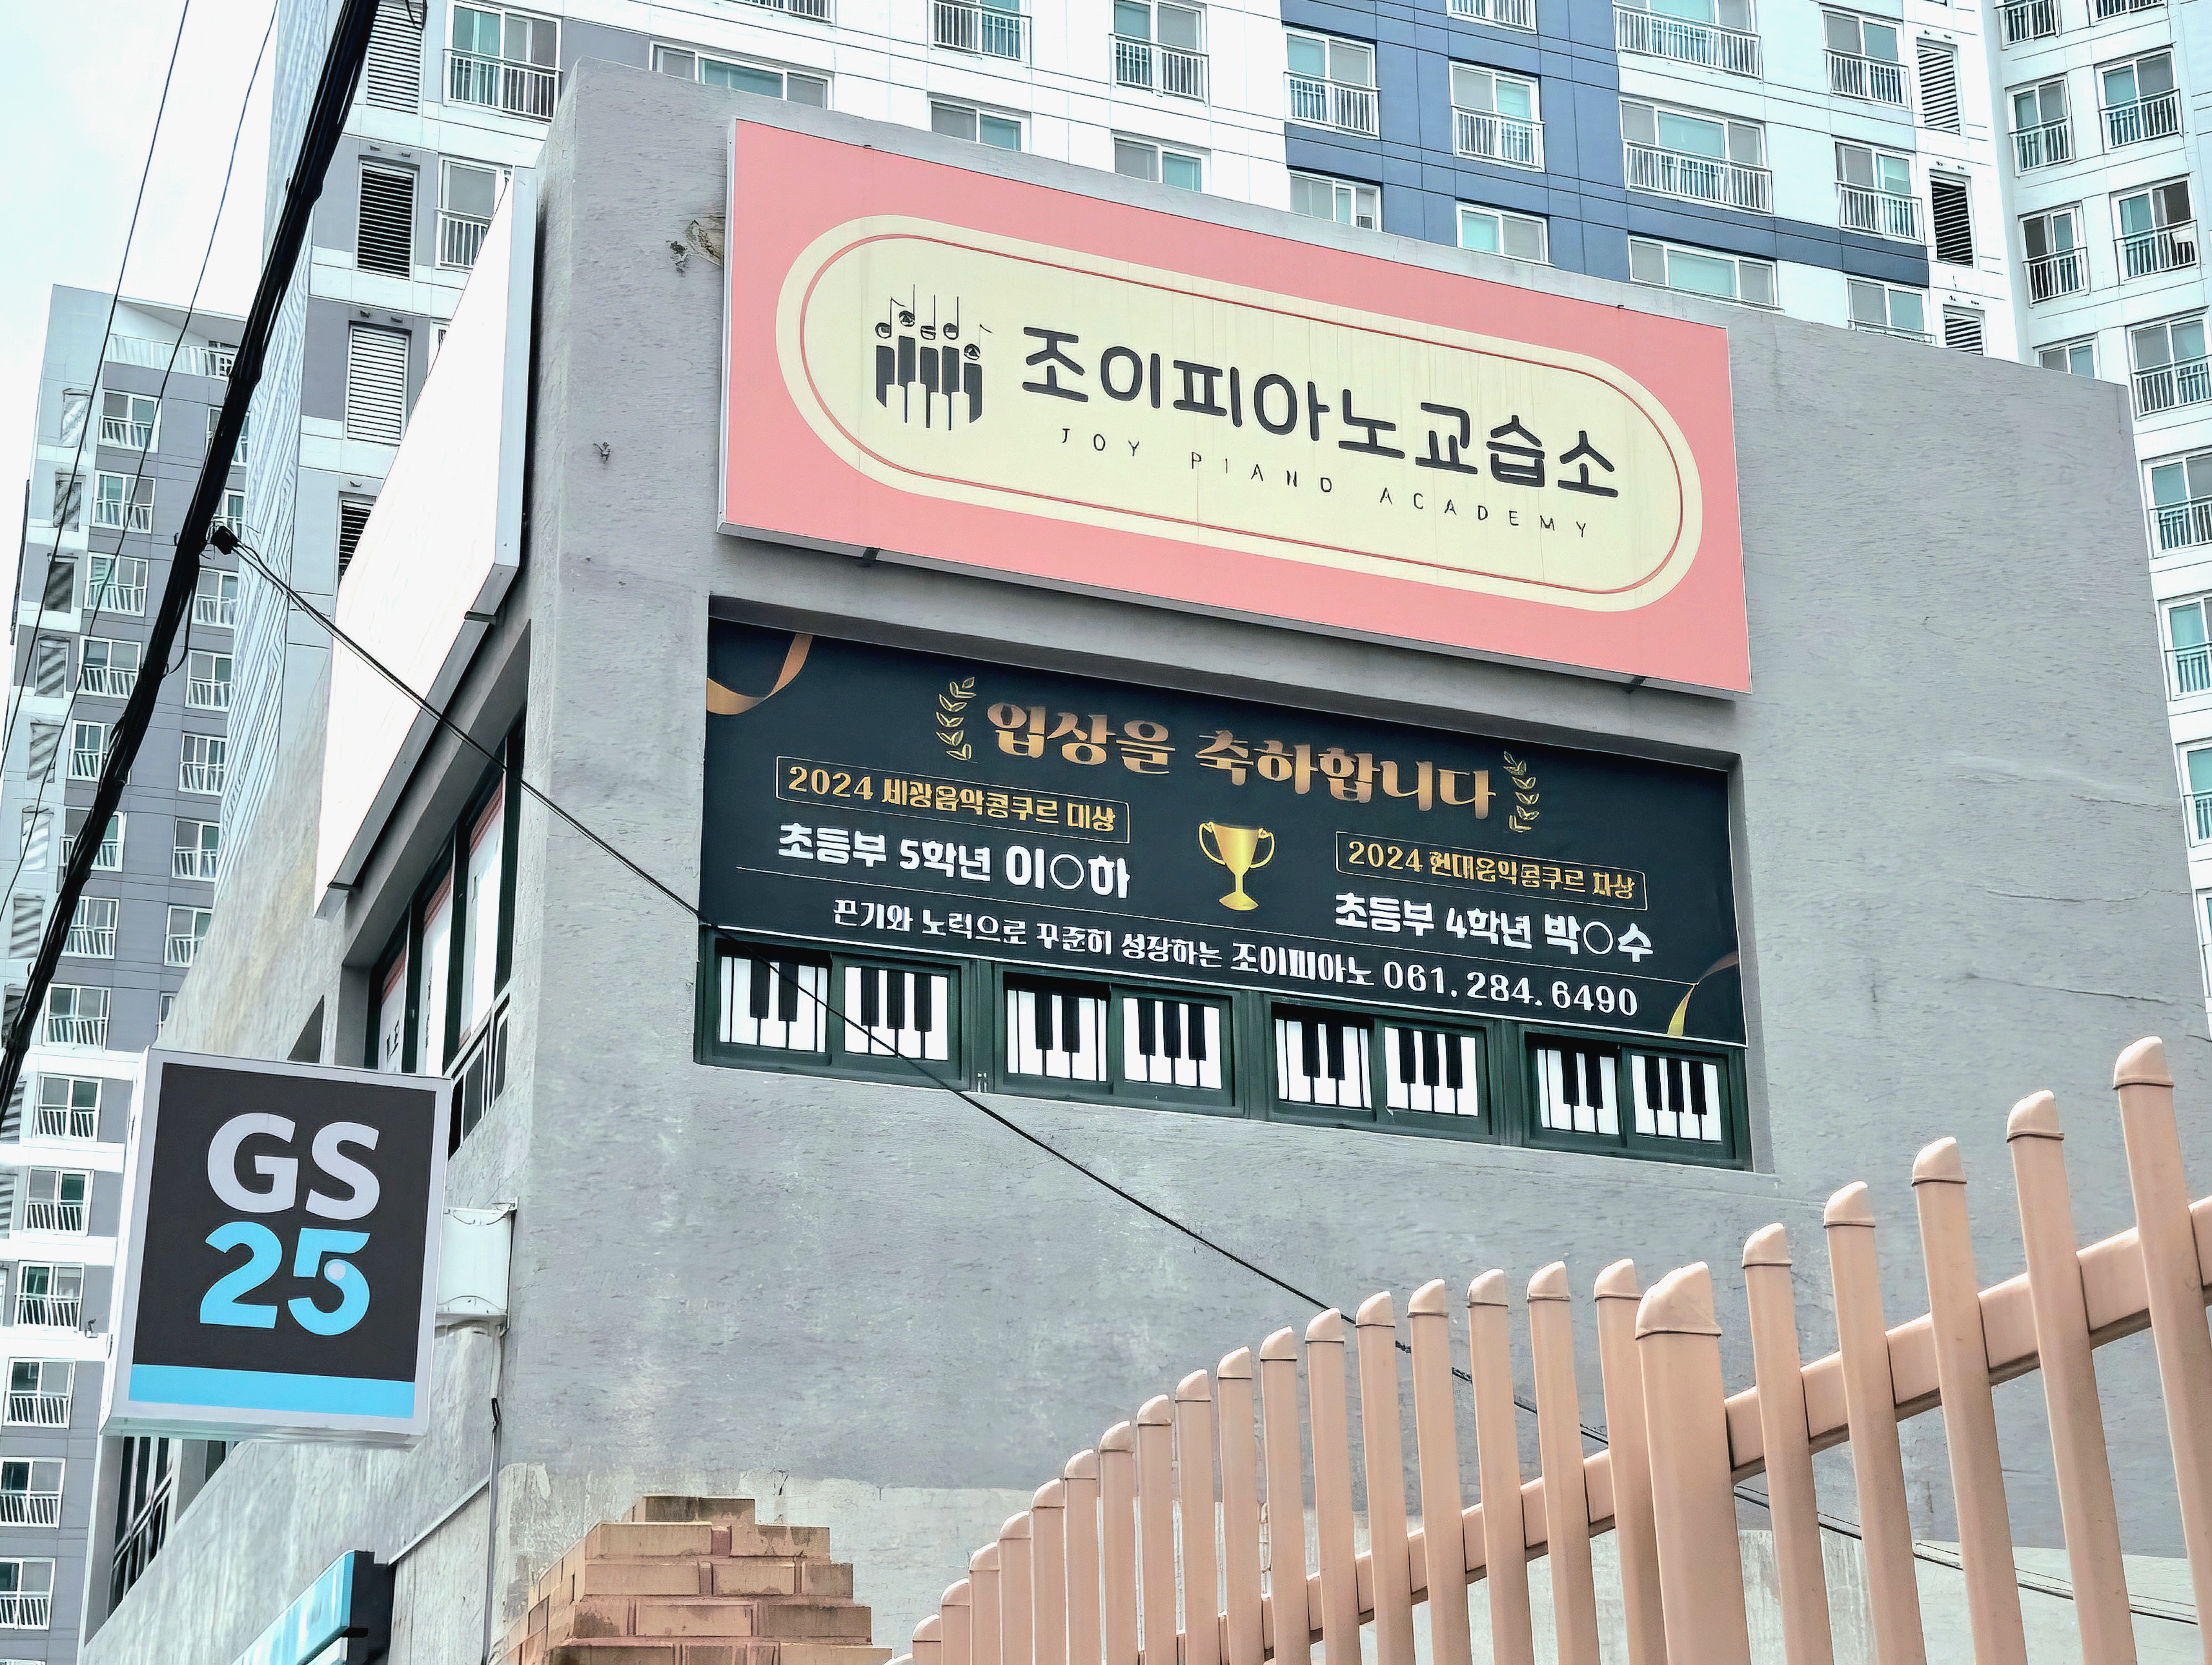 조이피아노교습소
JOY PIANO ACADEMY
입상을 축하합니다
2024 세광음악콩쿠르 대상
초등부 5학년 이○하
2024 현대음악콩쿠르 차상
초등부 4학년 박○수
끈기와 노력으로 꾸준히 성장하는 조이피아노 061.284.6490
GS
25